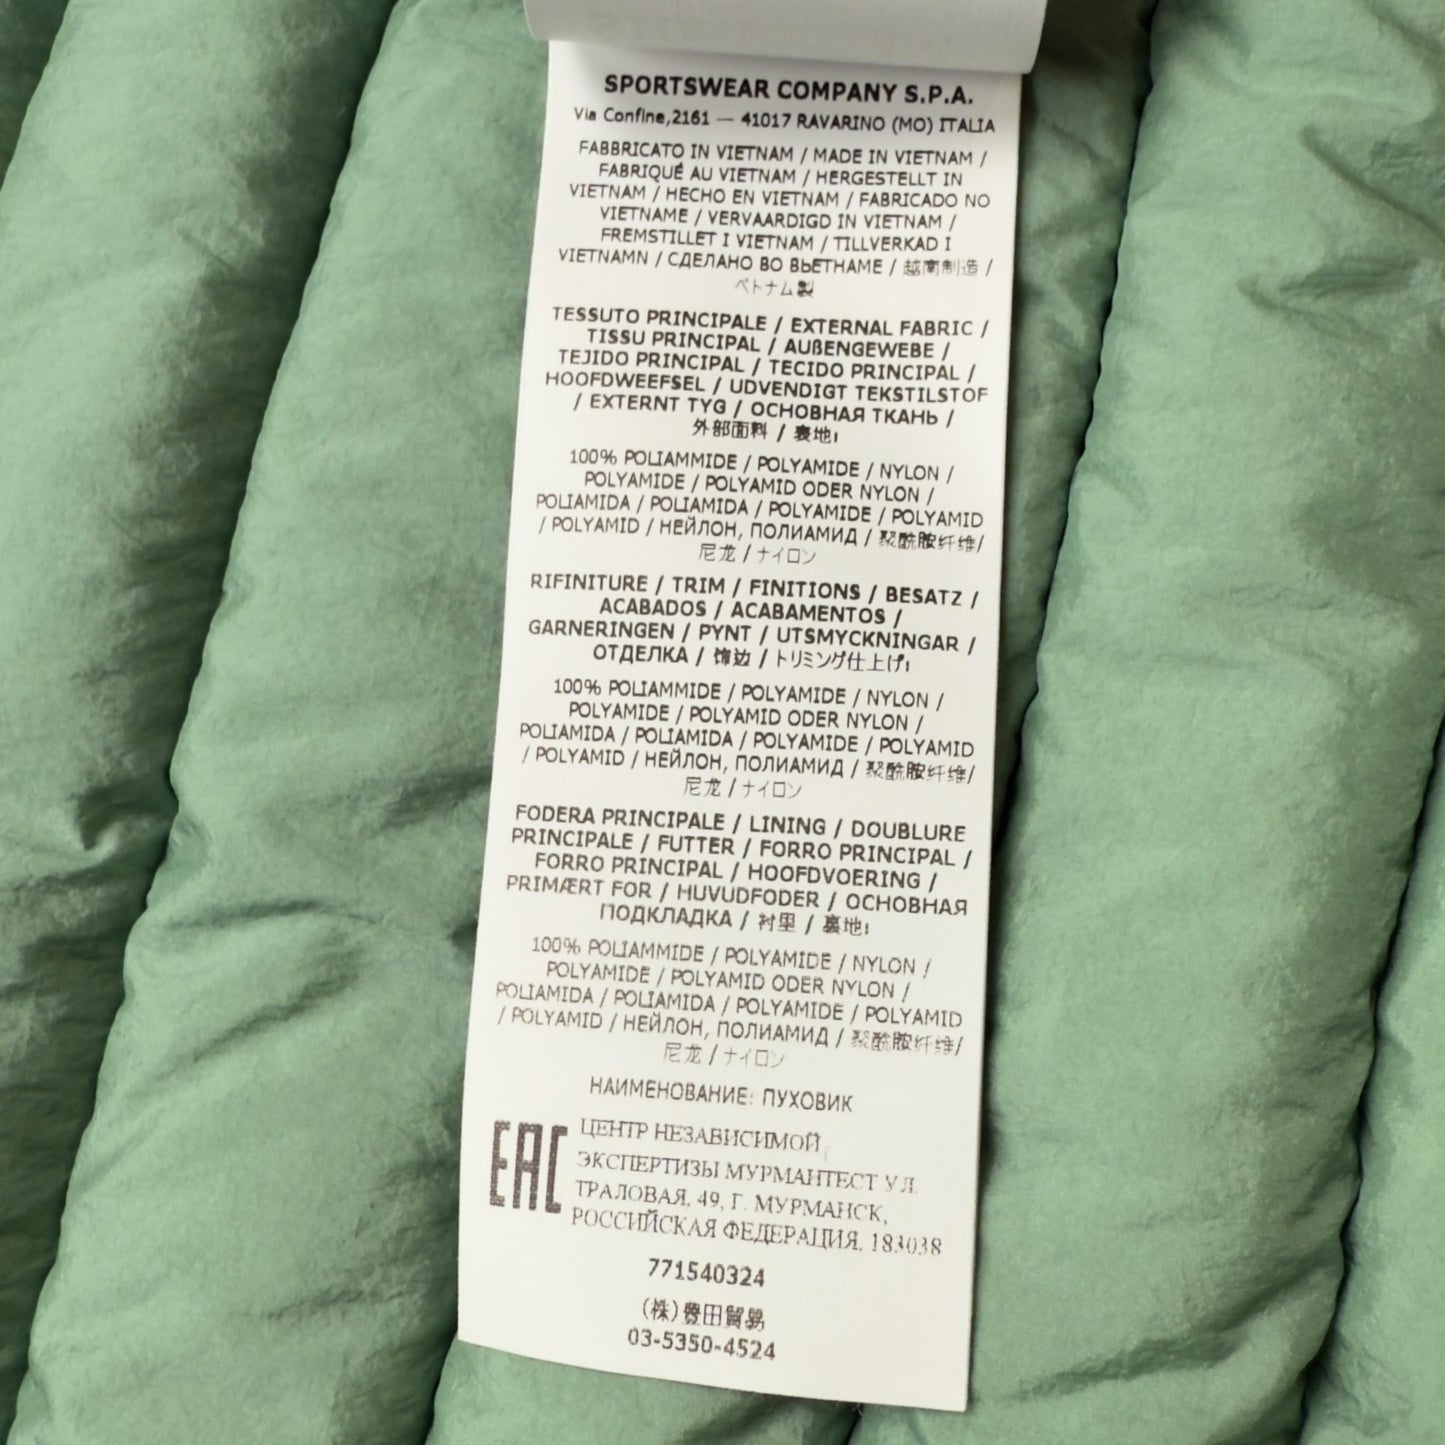 SPORTSWEAR COMPANY S.P.A.
Via Confine,2161 — 41017 RAVARINO (MO) ITALIA
FABBRICATO IN VIETNAM / MADE IN VIETNAM /
FABRIQUÉ AU VIETNAM / HERGESTELLT IN
VIETNAM / HECHO EN VIETNAM / FABRICADO NO
VIETNAME / VERVAARDIGD IN VIETNAM /
FREMSTILLET I VIETNAM / TILLVERKAD I
VIETNAMN / СДЕЛАНО ВО ВЬЕТНАМЕ / 越南制造 /
ベトナム製
TESSUTO PRINCIPALE / EXTERNAL FABRIC /
TISSU PRINCIPAL / AUßENGEWEBE /
TEJIDO PRINCIPAL / TECIDO PRINCIPAL /
HOOFDWEEFSEL / UDVENDIGT TEKSTILSTOF
/ EXTERNT TYG / ОСНОВНАЯ ТКАНЬ /
外部面料 / 裏地:
100% POLIAMMIDE / POLYAMIDE / NYLON /
POLYAMIDE / POLYAMID ODER NYLON /
POLIAMIDA / POLIAMIDA / POLYAMIDE / POLYAMID
/ POLYAMID / НЕЙЛОН, ПОЛИАМИД / 聚酰胺纤维/
尼龙 / ナイロン
RIFINITURE / TRIM / FINITIONS / BESATZ /
ACABADOS / ACABAMENTOS /
GARNERINGEN / PYNT / UTSMYCKNINGAR /
ОТДЕЛКА / 饰边 / トリミング仕上げ:
100% POLIAMMIDE / POLYAMIDE / NYLON /
POLYAMIDE / POLYAMID ODER NYLON /
POLIAMIDA / POLIAMIDA / POLYAMIDE / POLYAMID
/ POLYAMID / НЕЙЛОН, ПОЛИАМИД / 聚酰胺纤维/
尼龙 / ナイロン
FODERA PRINCIPALE / LINING / DOUBLURE
PRINCIPALE / FUTTER / FORRO PRINCIPAL /
FORRO PRINCIPAL / HOOFDVOERING /
PRIMÆRT FOR / HUVUDFODER / ОСНОВНАЯ
ПОДКЛАДКА / 衬里 / 裏地:
100% POLIAMMIDE / POLYAMIDE / NYLON /
POLYAMIDE / POLYAMID ODER NYLON /
POLIAMIDA / POLIAMIDA / POLYAMIDE / POLYAMID
/ POLYAMID / НЕЙЛОН, ПОЛИАМИД / 聚酰胺纤维/
尼龙 / ナイロン
НАИМЕНОВАНИЕ: ПУХОВИК
EAC
ЦЕНТР НЕЗАВИСИМОЙ
ЭКСПЕРТИЗЫ МУРМАНТЕСТ УЛ.
ТРАЛОВАЯ, 49, Г. МУРМАНСК,
РОССИЙСКАЯ ФЕДЕРАЦИЯ, 183038
771540324
(株)豊田貿易
03-5350-4524